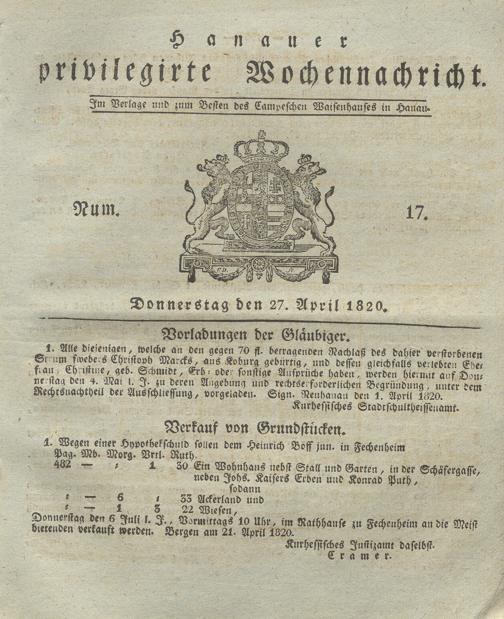 Hanauer
privilegirte Wochennachricht.
Im Verlage und zum Besten des Campeschen Waisenhauses in Hanau.
Num. 17.
Donnerstag den 27. April 1820.
Vorladungen der Gläubiger.
1. Alle diejenigen, welche an den gegen 70 fl. betragenden Nachlaß des dahier verstorbenen
Strumpfwebers Christoph Marcks, aus Koburg gebürtig, und dessen gleichfalls verlebten Ehe-
frau, Christine, geb. Schmidt, Erb- oder sonstige Ansprüche haben, werden hiermit auf Don-
nerstag den 4. Mai l. J. zu deren Angebung und rechtserforderlichen Begründung, unter dem
Rechtsnachtheil der Ausschliessung, vorgeladen. Sign. Neuhanau den 1. April 1820.
Kurhessisches Stadtschultheissenamt.
Verkauf von Grundstücken.
1. Wegen einer Hypothekschuld sollen dem Heinrich Boff jun. in Fechenheim
Pag. Mb. Morg. Vrtl. Ruth.
482 — , 1 30 Ein Wohnhaus nebst Stall und Garten, in der Schäfergasse,
neben Johs. Kaisers Erben und Konrad Puth,
sodann
, — 6 , 33 Ackerland und
, — 1 3 22 Wiesen,
Donnerstag den 6 Juli l. J., Vormittags 10 Uhr, im Rathhause zu Fechenheim an die Meist
bietenden verkauft werden. Bergen am 21. April 1820.
Kurhessisches Justizamt daselbst.
Cramer.